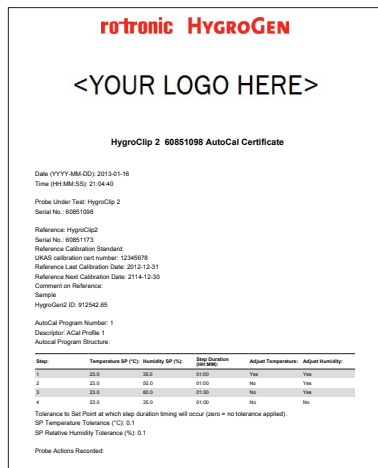 rotronic HYGROGEN
<YOUR LOGO HERE>
HygroClip 2 60851098 AutoCal Certificate
Date (YYYY-MM-DD): 2013-01-16
Time (HH:MM:SS): 21:04:40
Probe Under Test: HygroClip 2
Serial No.: 60851098
Reference: HygroClip2
Serial No.: 60851173
Reference Calibration Standard:
UKAS calibration cert number: 12345678
Reference Last Calibration Date: 2012-12-31
Reference Next Calibration Date: 2114-12-30
Comment on Reference:
Sample
HygroGen2 ID: 912542.65
AutoCal Program Number: 1
Descriptor: ACal Profile 1
Autocal Program Structure:
Step: Temperature SP (°C): Humidity SP (%): Step Duration (HH:MM): Adjust Temperature: Adjust Humidity:
1 23.0 35.0 01:00 Yes Yes
2 23.0 50.0 01:00 No Yes
3 23.0 80.0 01:00 No Yes
4 23.0 35.0 01:00 No No
Tolerance to Set Point at which step duration timing will occur (zero = no tolerance applied).
SP Temperature Tolerance (°C): 0.1
SP Relative Humidity Tolerance (%): 0.1
Probe Actions Recorded: